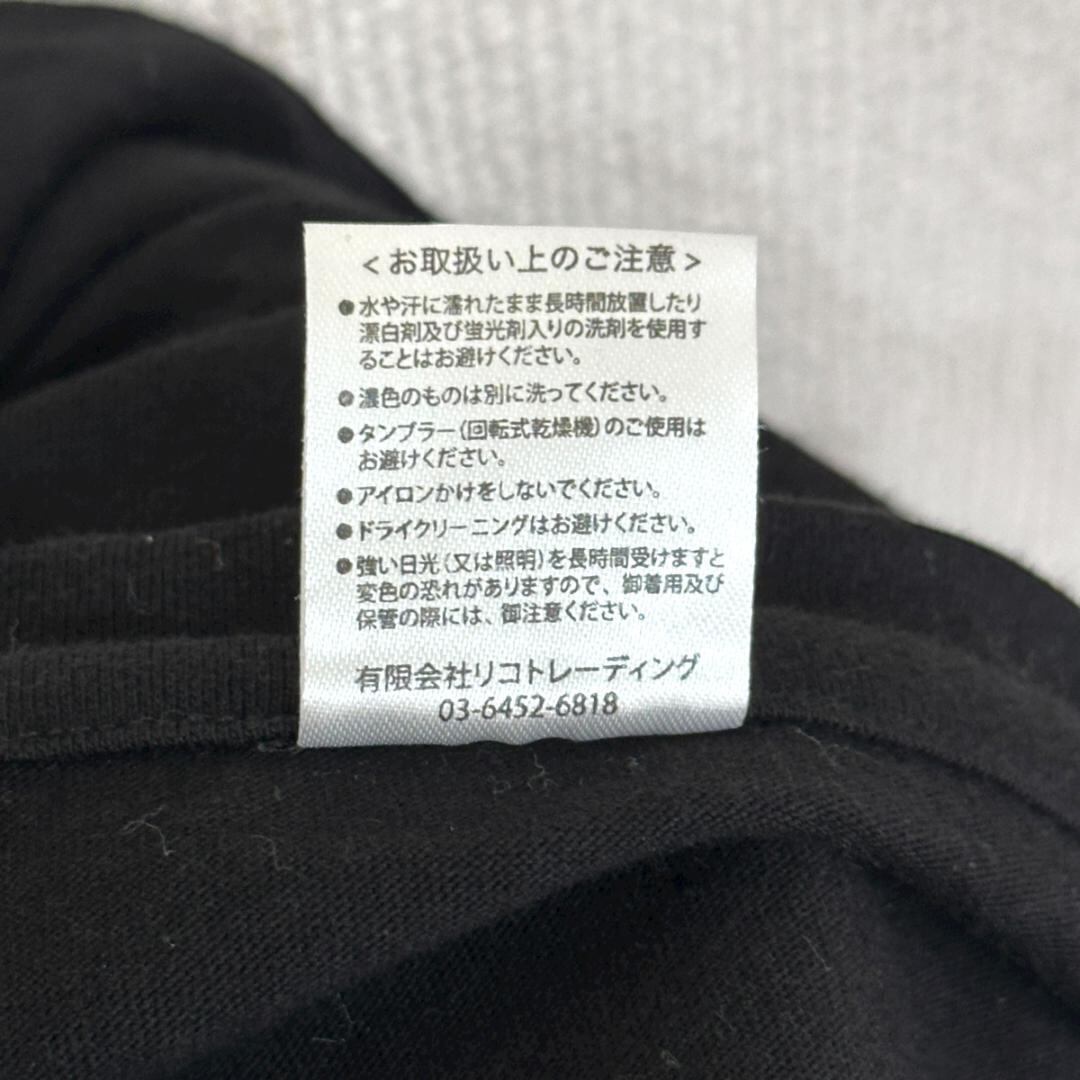 <お取扱い上のご注意>
●水や汗に濡れたまま長時間放置したり
漂白剤及び蛍光剤入りの洗剤を使用す
ることはお避けください。
●濃色のものは別に洗ってください。
●タンブラー(回転式乾燥機)のご使用は
お避けください。
●アイロンかけをしないでください。
●ドライクリーニングはお避けください。
●強い日光(又は照明)を長時間受けますと
変色の恐れがありますので、御着用及び
保管の際には、御注意ください。
有限会社リコトレーディング
03-6452-6818